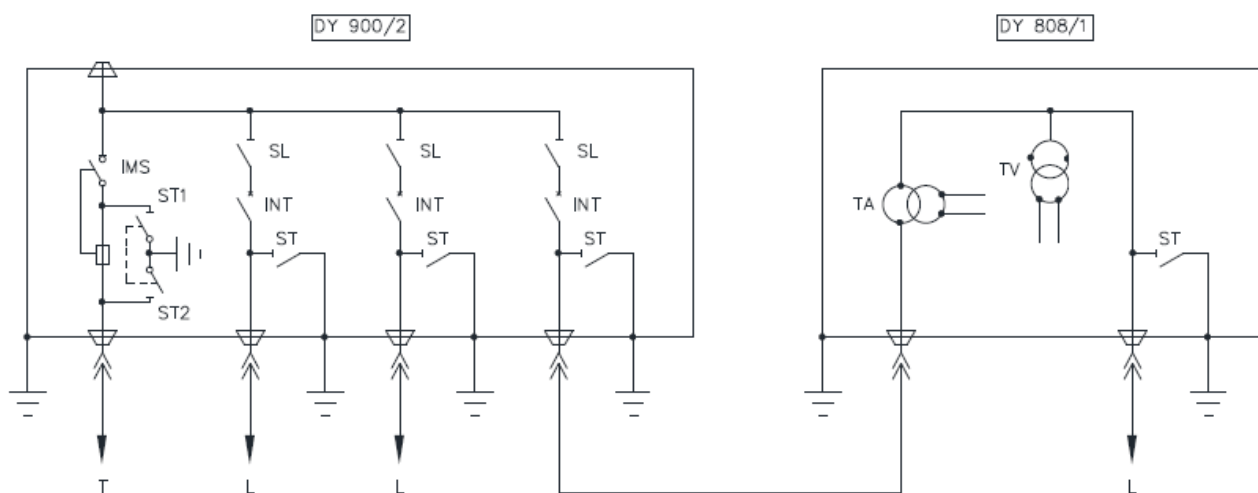 DY 900/2
DY 808/1
IMS
SL
SL
SL
TV
ST1
INT
INT
INT
TA
ST
ST
ST
ST
ST2
T
L
L
L